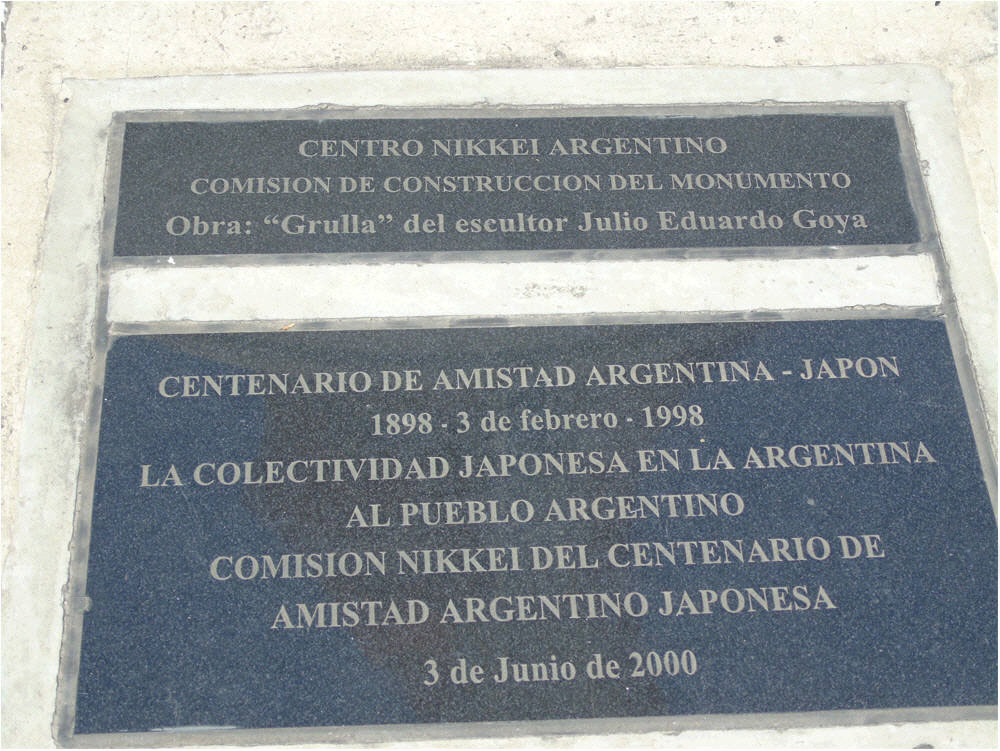 CENTRO NIKKEI ARGENTINO
COMISION DE CONSTRUCCION DEL MONUMENTO
Obra: “Grulla” del escultor Julio Eduardo Goya
CENTENARIO DE AMISTAD ARGENTINA - JAPON
1898 - 3 de febrero - 1998
LA COLECTIVIDAD JAPONESA EN LA ARGENTINA
AL PUEBLO ARGENTINO
COMISION NIKKEI DEL CENTENARIO DE
AMISTAD ARGENTINO JAPONESA
3 de Junio de 2000